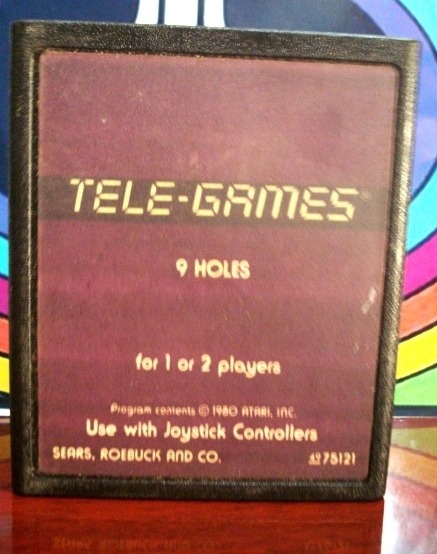 TELE-GAMES®
9 HOLES
for 1 or 2 players
Program contents © 1980 ATARI, INC.
Use with Joystick Controllers
SEARS, ROEBUCK AND CO. 49 75121